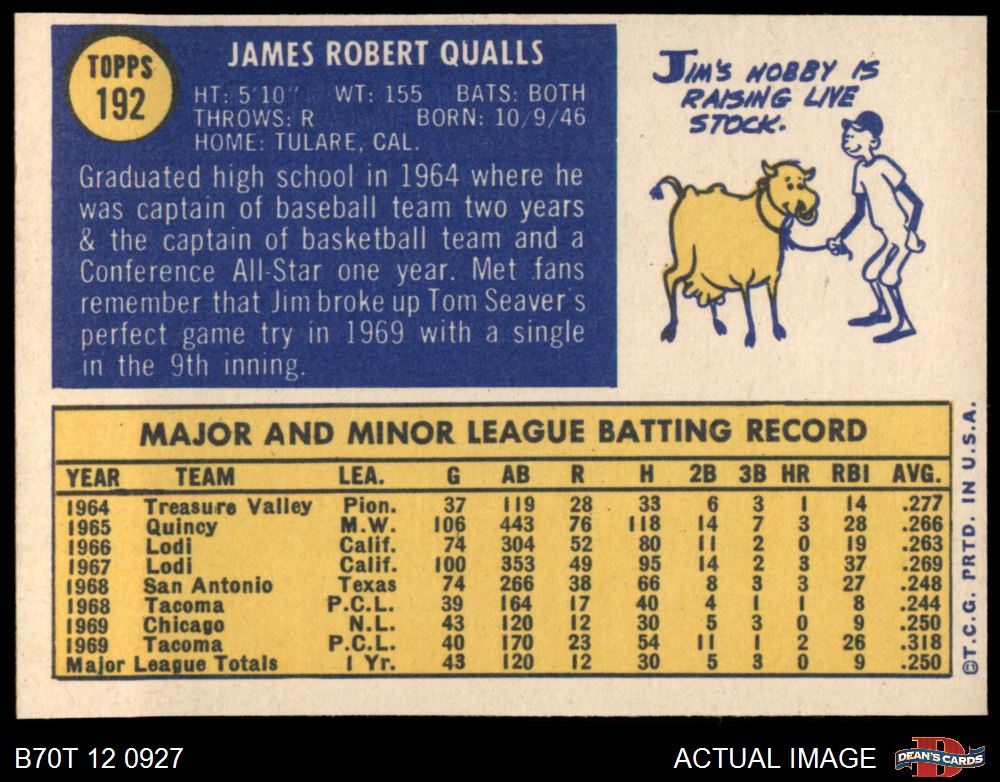 TOPPS
192
JAMES ROBERT QUALLS
HT: 5'10" WT: 155 BATS: BOTH
THROWS: R BORN: 10/9/46
HOME: TULARE, CAL.
Graduated high school in 1964 where he
was captain of baseball team two years
& the captain of basketball team and a
Conference All-Star one year. Met fans
remember that Jim broke up Tom Seaver's
perfect game try in 1969 with a single
in the 9th inning.
JIM'S HOBBY IS
RAISING LIVE
STOCK.
MAJOR AND MINOR LEAGUE BATTING RECORD
YEAR TEAM LEA. G AB R H 2B 3B HR RBI AVG.
1964 Treasure Valley Pion. 37 119 28 33 6 3 1 14 .277
1965 Quincy M.W. 106 443 76 118 14 7 3 28 .266
1966 Lodi Calif. 74 304 52 80 11 2 0 19 .263
1967 Lodi Calif. 100 353 49 95 14 2 3 37 .269
1968 San Antonio Texas 74 266 38 66 8 3 3 27 .248
1968 Tacoma P.C.L. 39 164 17 40 4 1 1 8 .244
1969 Chicago N.L. 43 120 12 30 5 3 0 9 .250
1969 Tacoma P.C.L. 40 170 23 54 11 1 2 26 .318
Major League Totals 1 Yr. 43 120 12 30 5 3 0 9 .250
©T.C.G. PRTD. IN U.S.A.
B70T 12 0927
ACTUAL IMAGE
D
DEAN'S CARDS